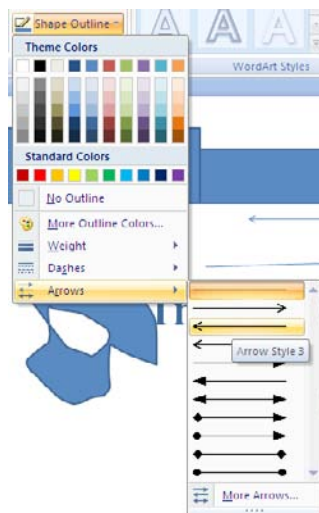 Shape Outline
A A A
Theme Colors
WordArt Styles
Standard Colors
No Outline
More Outline Colors...
Weight
Dashes
Arrows
Arrow Style 3
More Arrows...